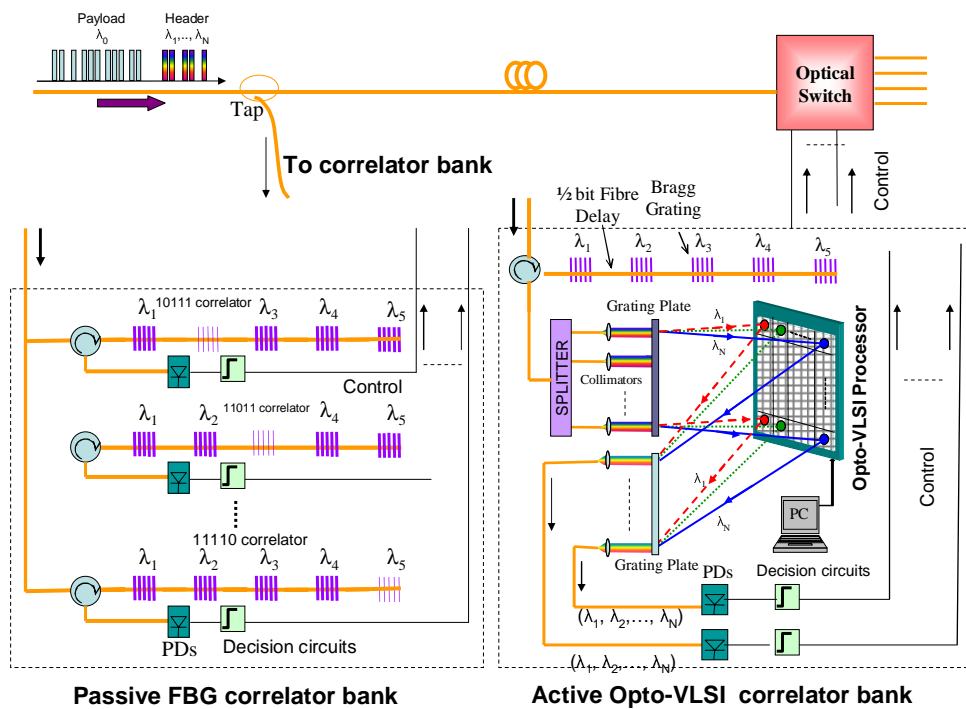 Payload
λ0
Header
λ1,.., λN
Tap
Optical
Switch
To correlator bank
Control
½ bit Fibre
Delay
Bragg
Grating
λ1 λ2 λ3 λ4 λ5
10111 correlator
λ1 λ3 λ4 λ5
Control
11011 correlator
λ1 λ2 λ4 λ5
11110 correlator
λ1 λ2 λ3 λ4 λ5
PDs
Decision circuits
Grating Plate
SPLITTER
Collimators
λ1
λN
Opto-VLSI Processor
λ1
λN
PC
Control
Grating Plate
PDs
Decision circuits
(λ1, λ2,..., λN)
(λ1, λ2,..., λN)
Passive FBG correlator bank
Active Opto-VLSI correlator bank